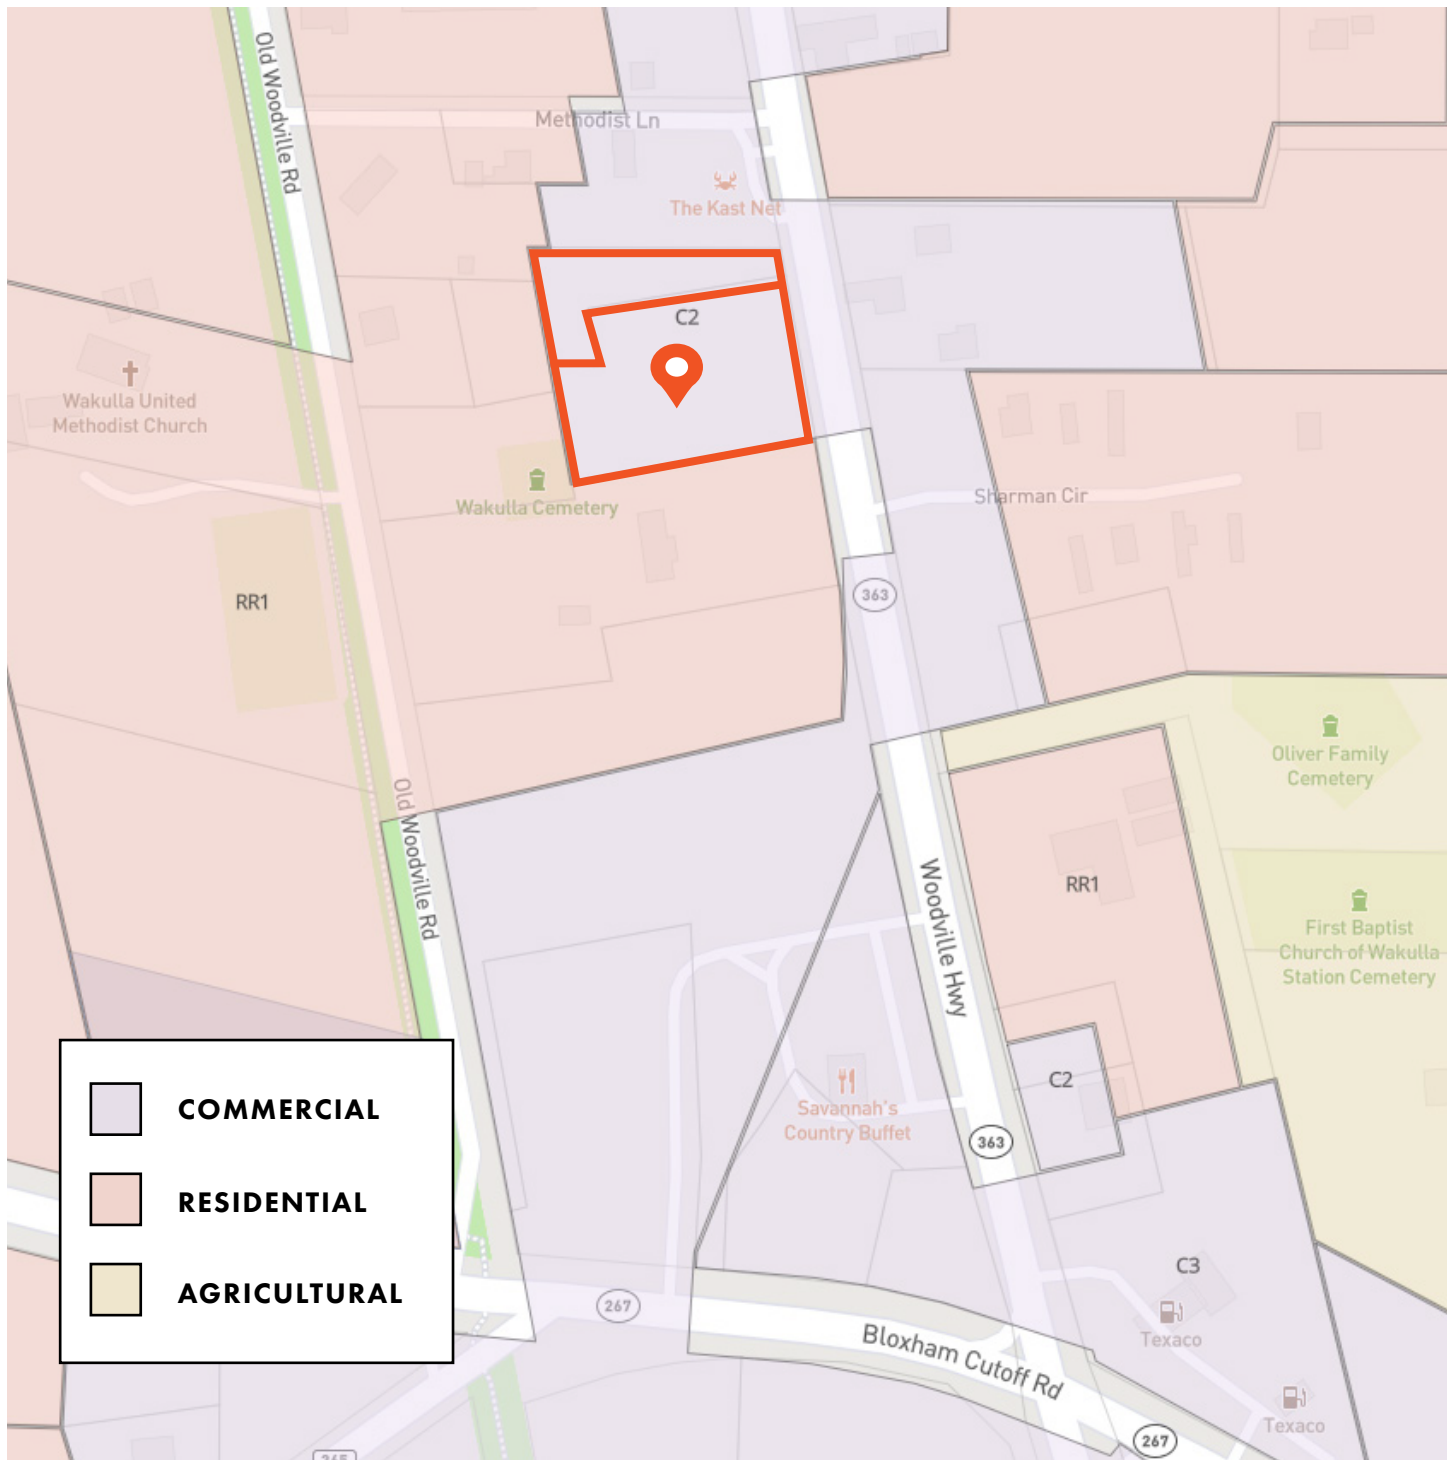 Old Woodville Rd
Methodist Ln
The Kast Net
C2
Wakulla United
Methodist Church
Wakulla Cemetery
Sharman Cir
RR1
363
Oliver Family
Cemetery
Old Woodville Rd
Woodville Hwy
RR1
First Baptist
Church of Wakulla
Station Cemetery
C2
Savannah's
Country Buffet
363
COMMERCIAL
RESIDENTIAL
AGRICULTURAL
C3
267
Texaco
Bloxham Cutoff Rd
Texaco
267